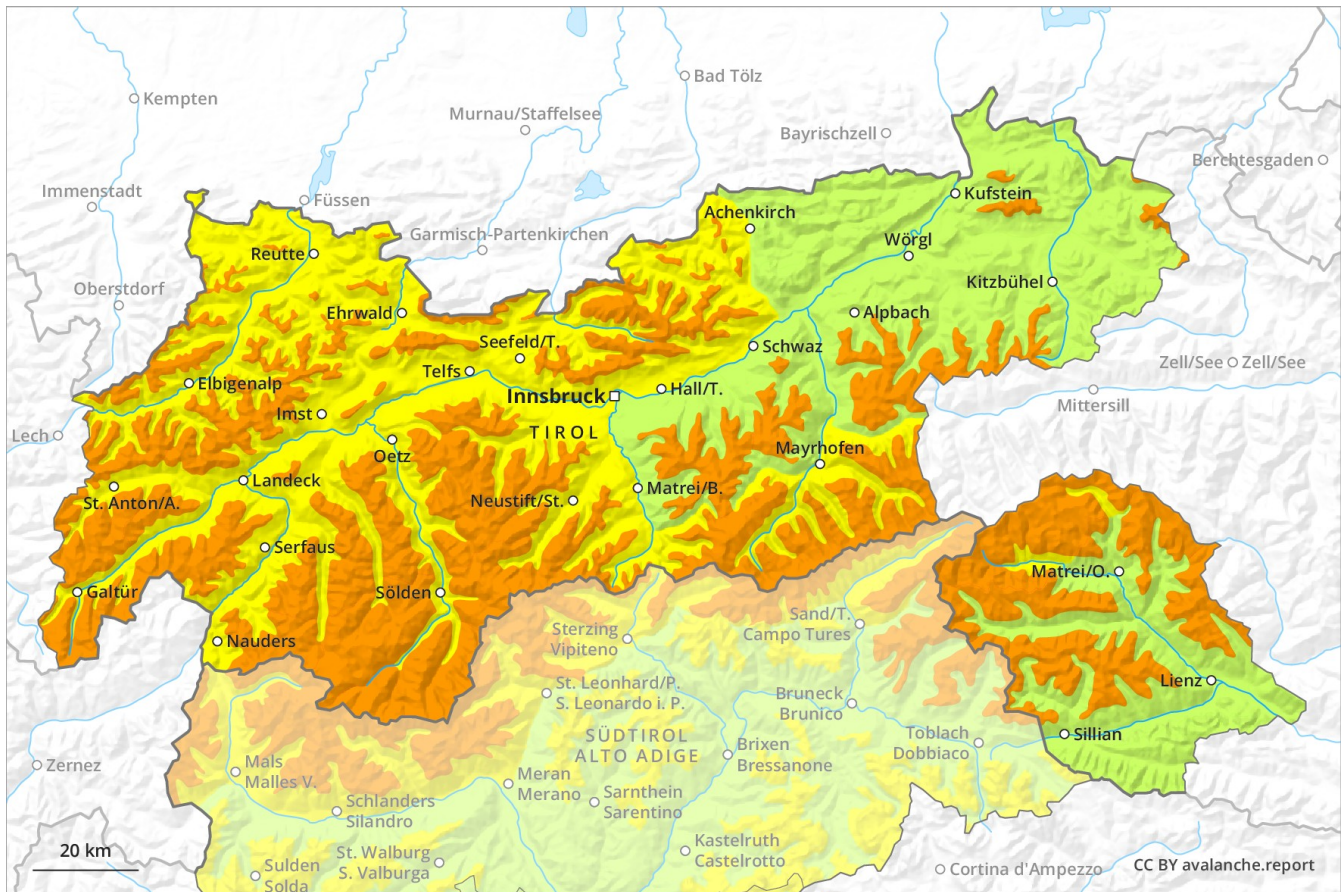 Kempten
Bad Tölz
Murnau/Staffelsee
Bayrischzell
Berchtesgaden
Immenstadt
Füssen
Kufstein
Achenkirch
Garmisch-Partenkirchen
Reutte
Wörgl
Oberstdorf
Kitzbühel
Ehrwald
Alpbach
Seefeld/T.
Schwaz
Zell/See
Zell/See
Telfs
Elbigenalp
Innsbruck
Hall/T.
Mittersill
Imst
Lech
TIROL
Oetz
Mayrhofen
Landeck
St. Anton/A.
Neustift/St.
Matrei/B.
Serfaus
Matrei/O.
Galtür
Sölden
Sand/T.
Campo Tures
Sterzing
Vipiteno
Nauders
Lienz
St. Leonhard/P.
S. Leonardo i. P.
Bruneck
Brunico
SÜDTIROL
ALTO ADIGE
Toblach
Dobbiaco
Sillian
Brixen
Bressanone
Zernez
Mals
Malles V.
Meran
Merano
Sarnthein
Sarentino
Schlanders
Silandro
Kastelruth
Castelrotto
20 km
St. Walburg
S. Valburga
Sulden
Solda
Cortina d'Ampezzo
CC BY avalanche.report